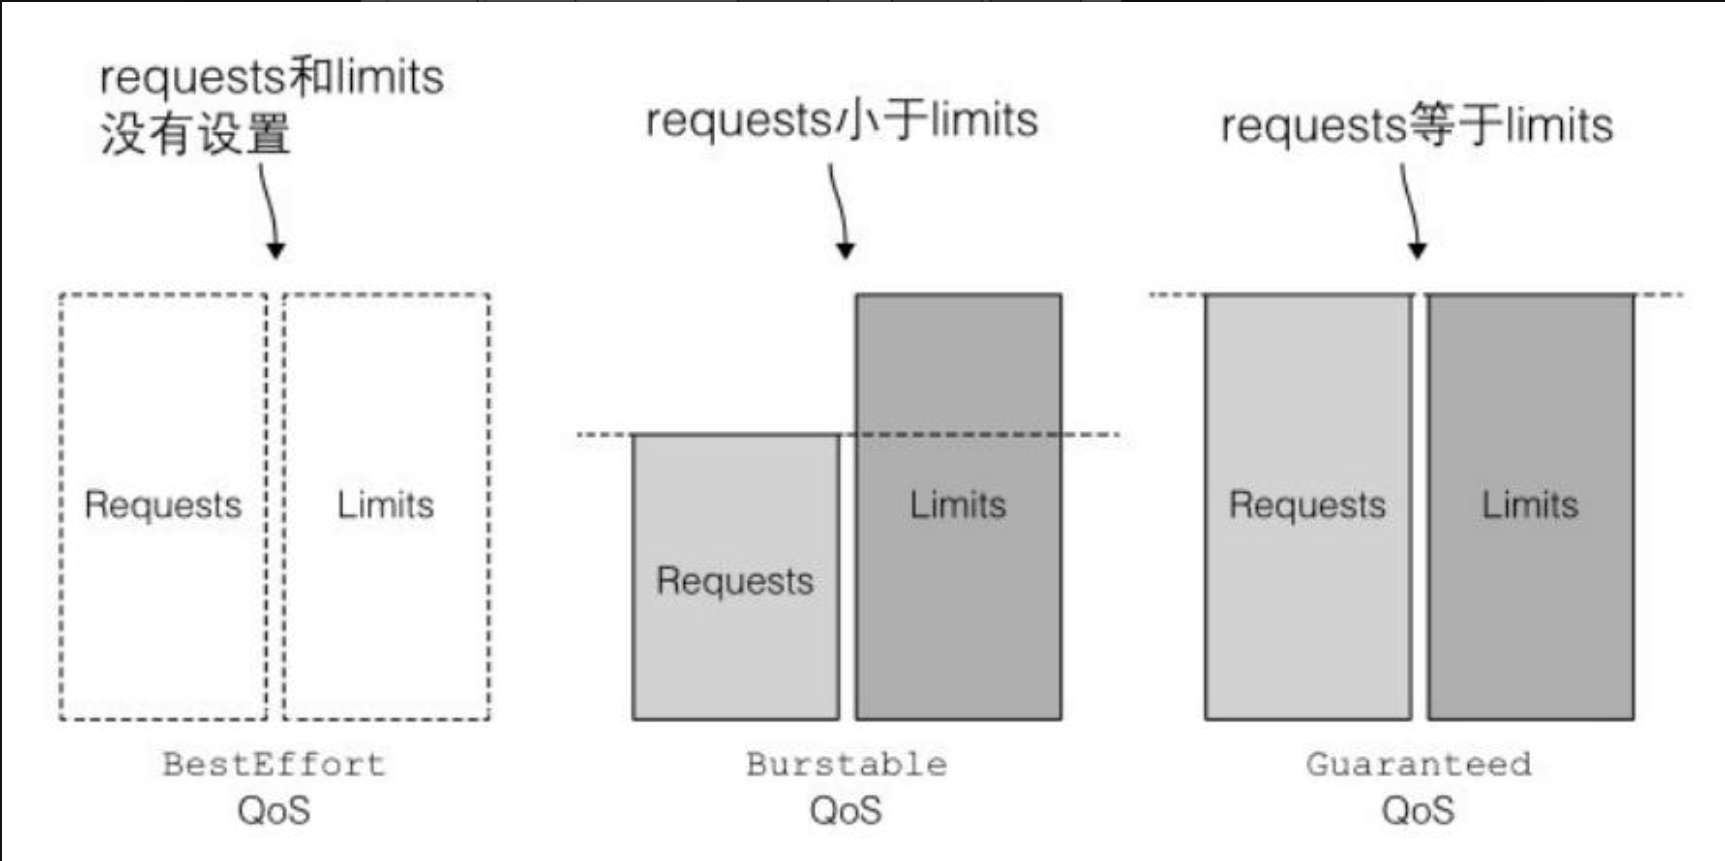 requests和limits
没有设置
Requests
Limits
BestEffort
QoS
requests小于limits
Requests
Limits
Burstable
QoS
requests等于limits
Requests
Limits
Guaranteed
QoS